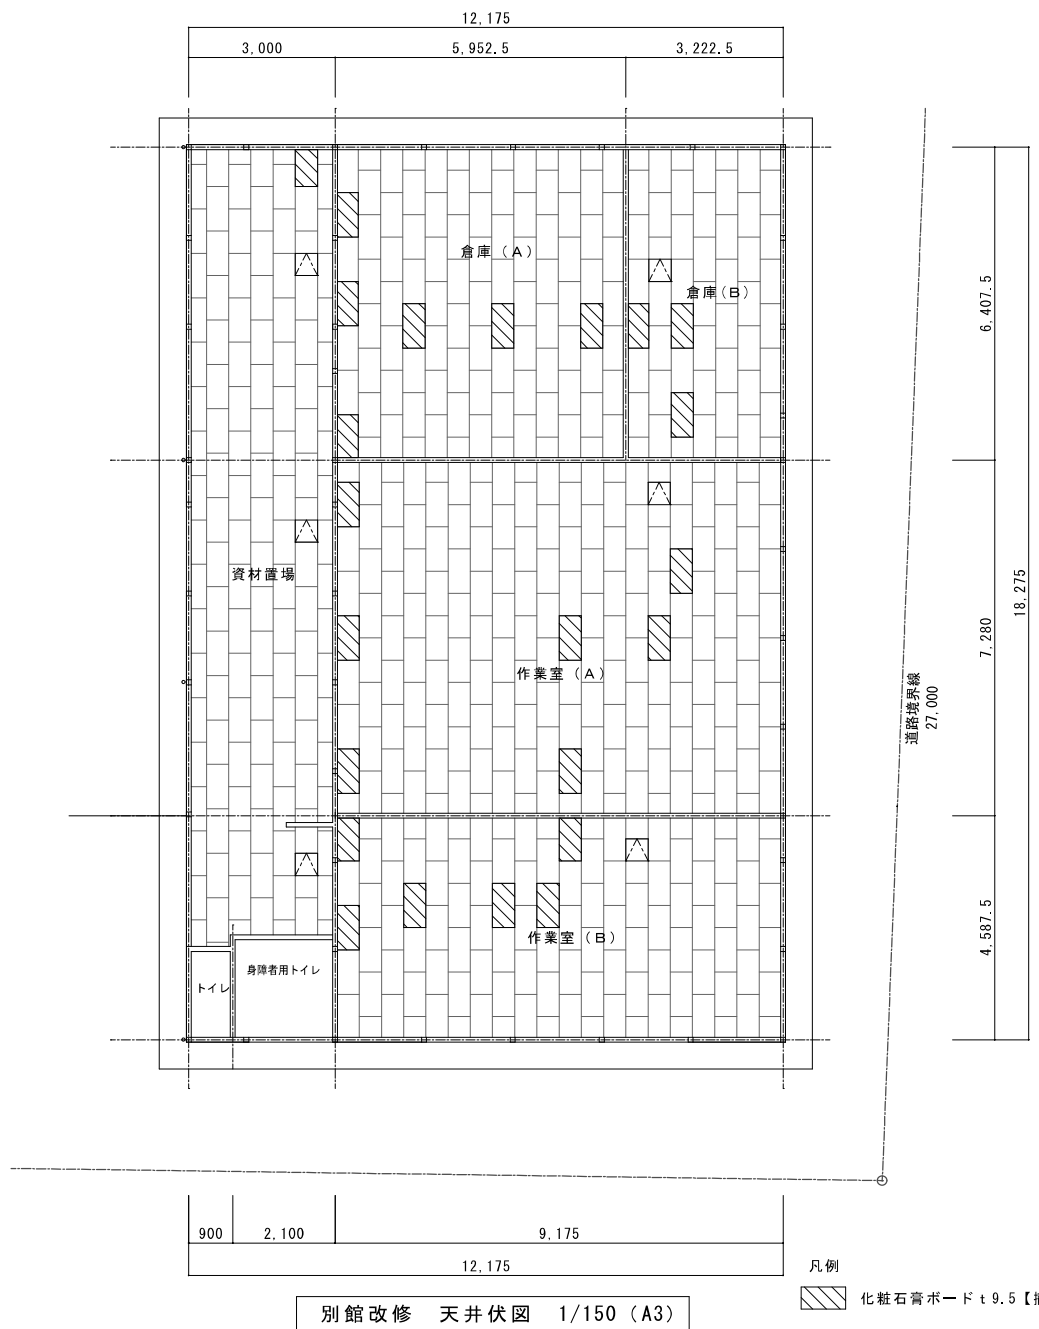 12,175
3,000
5,952.5
3,222.5
倉庫(A)
倉庫(B)
6,407.5
資材置場
18,275
7,280
作業室(A)
道路境界線
27,000
4,587.5
作業室(B)
身障者用トイレ
トイレ
900
2,100
9,175
12,175
凡例
化粧石膏ボードt9.5【
別館改修 天井伏図 1/150(A3)